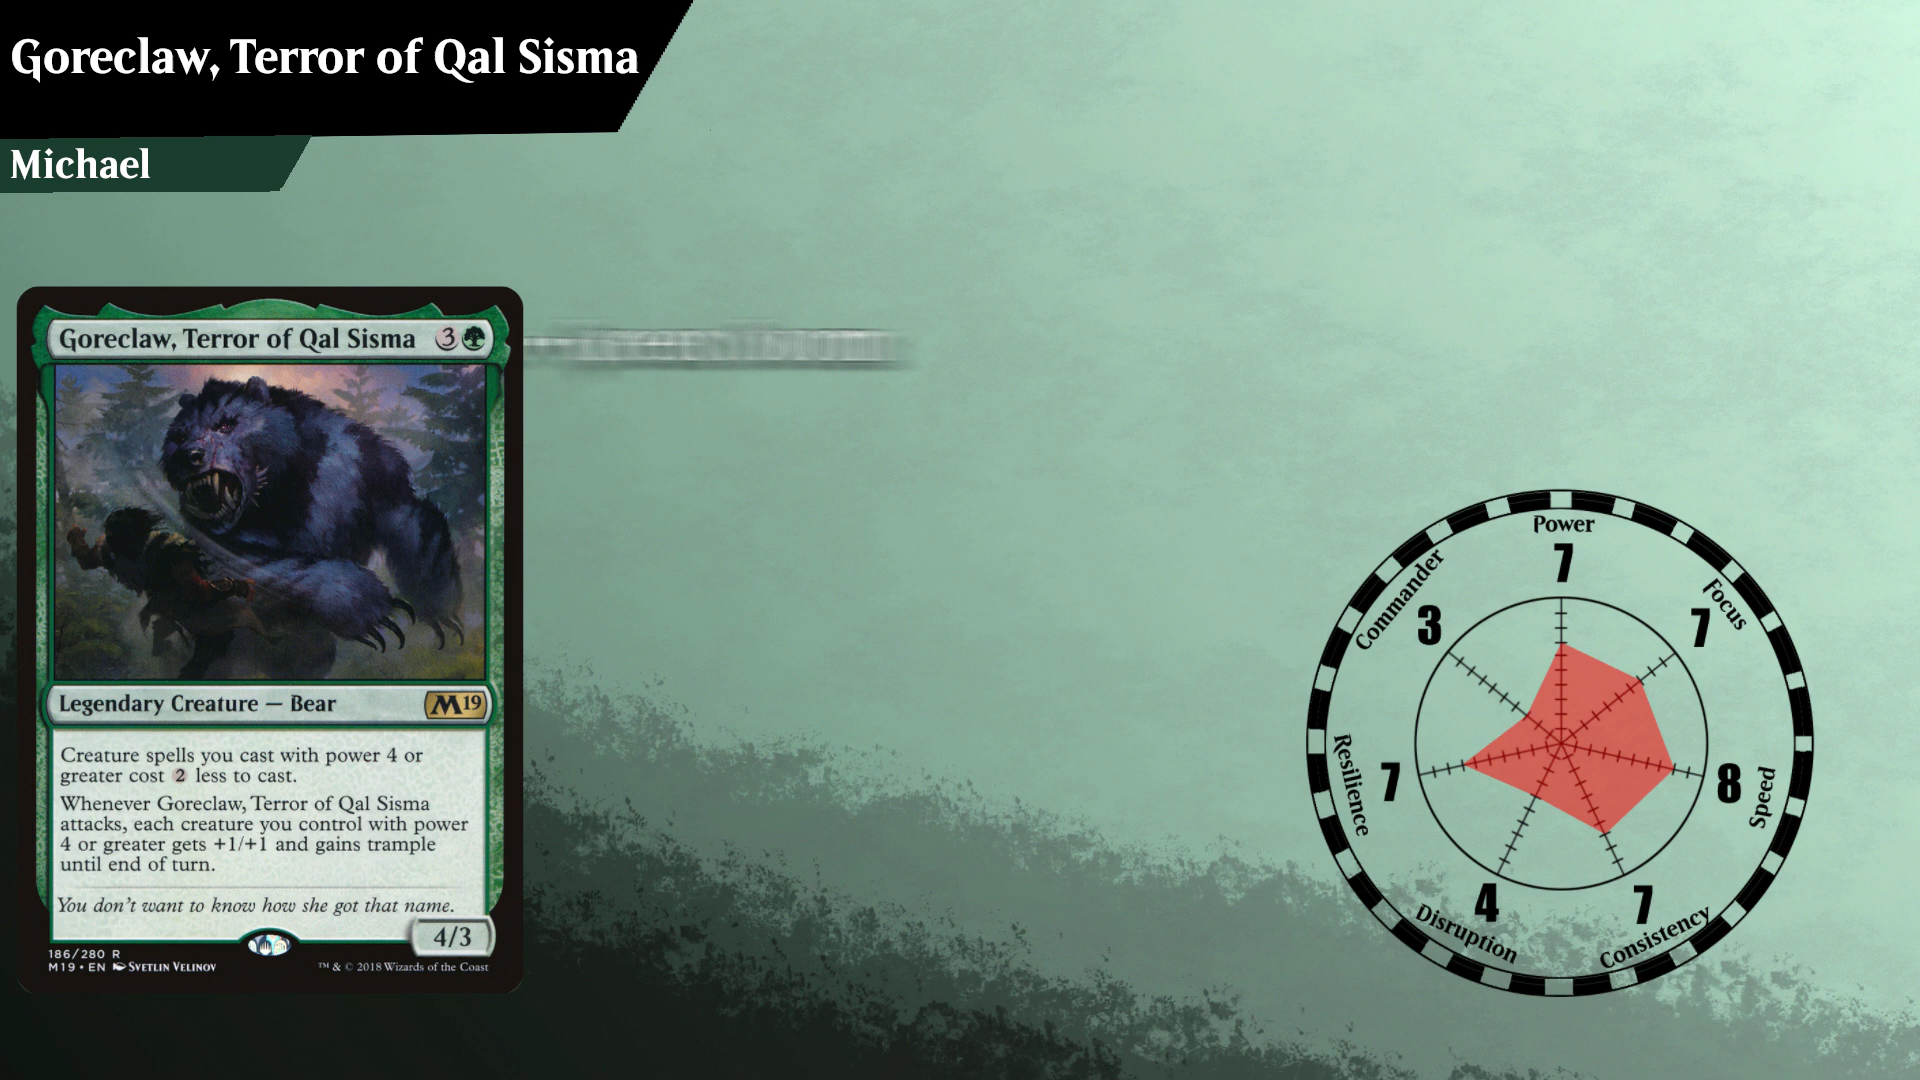 Goreclaw, Terror of Qal Sisma
Michael
Goreclaw, Terror of Qal Sisma 3
Legendary Creature — Bear
M19
Creature spells you cast with power 4 or
greater cost 2 less to cast.
Whenever Goreclaw, Terror of Qal Sisma
attacks, each creature you control with power
4 or greater gets +1/+1 and gains trample
until end of turn.
You don't want to know how she got that name.
4/3
186/280 R
M19 • EN Svetlin Velinov
™ & © 2018 Wizards of the Coast
Power
7
Focus
7
Speed
8
Consistency
7
Disruption
4
Resilience
7
Commander
3